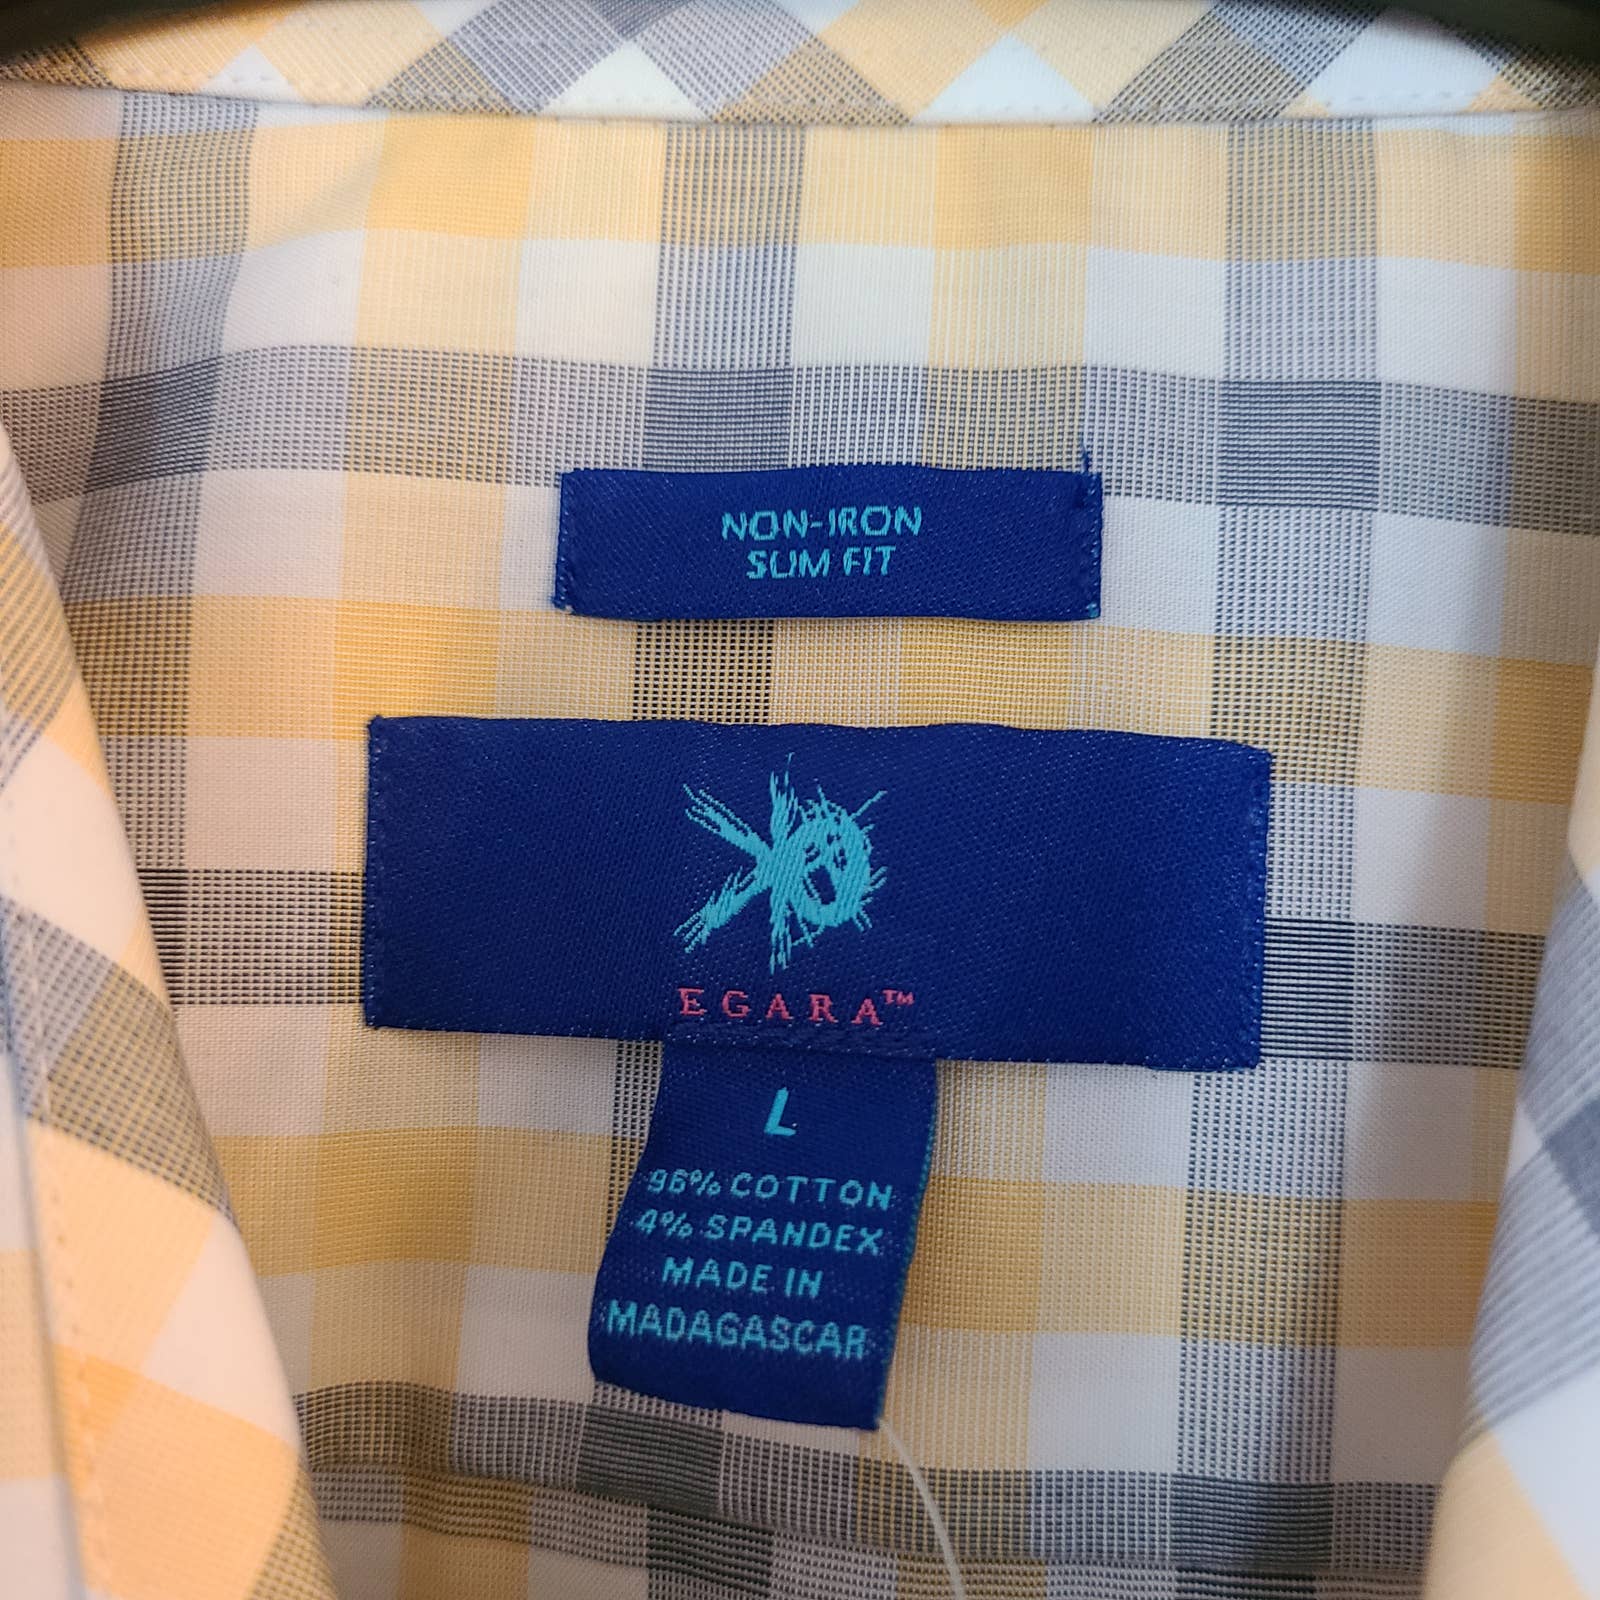 NON-IRON
SLIM FIT
EGARA™
L
96% COTTON
4% SPANDEX
MADE IN
MADAGASCAR